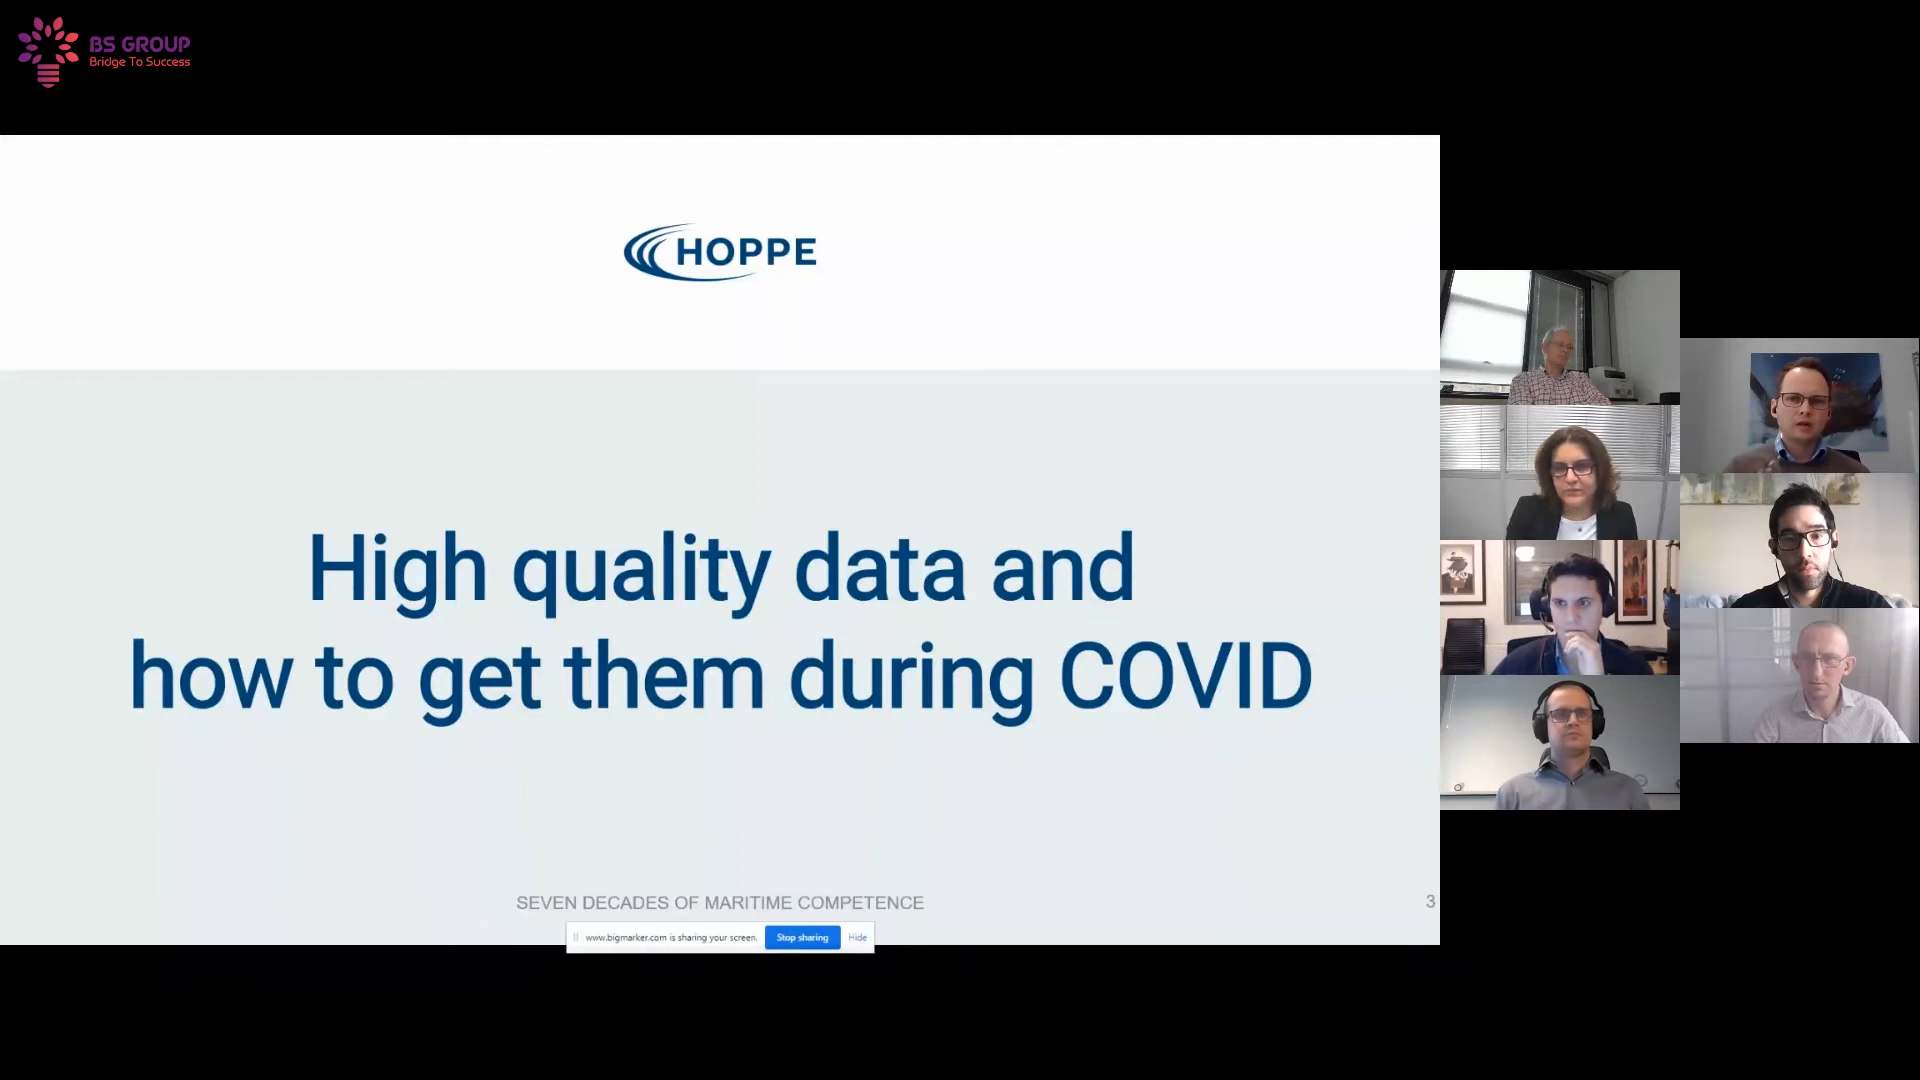 BS GROUP
Bridge To Success
HOPPE
High quality data and
how to get them during COVID
SEVEN DECADES OF MARITIME COMPETENCE
3
www.bigmarker.com is sharing your screen.
Stop sharing
Hide